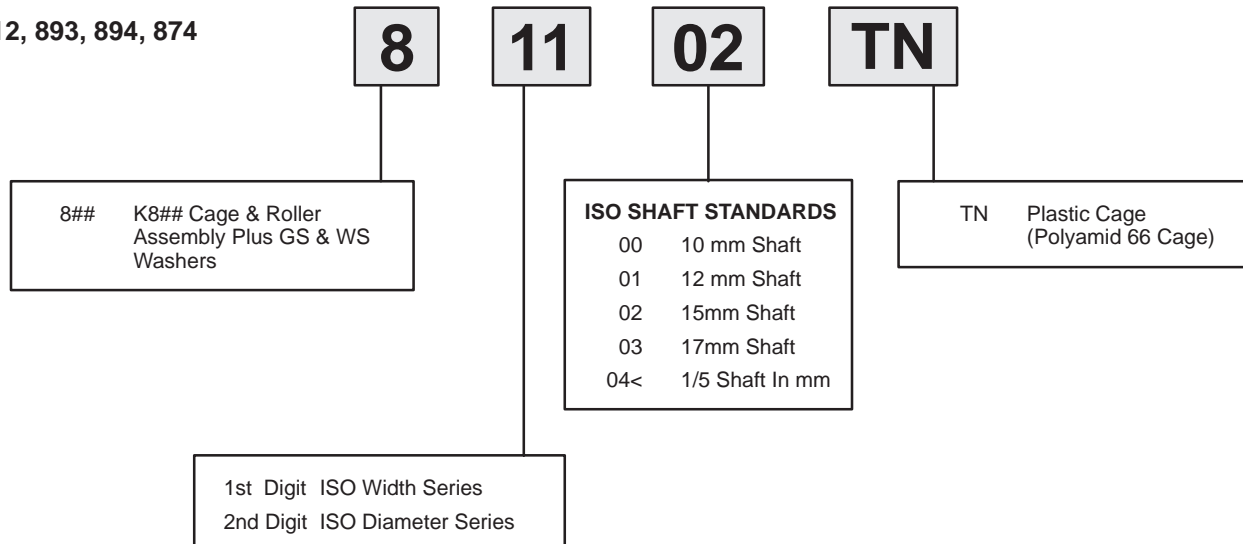 12, 893, 894, 874
8 11 02 TN
8## K8## Cage & Roller
Assembly Plus GS & WS
Washers
ISO SHAFT STANDARDS
00 10 mm Shaft
01 12 mm Shaft
02 15mm Shaft
03 17mm Shaft
04< 1/5 Shaft In mm
TN Plastic Cage
(Polyamid 66 Cage)
1st Digit ISO Width Series
2nd Digit ISO Diameter Series